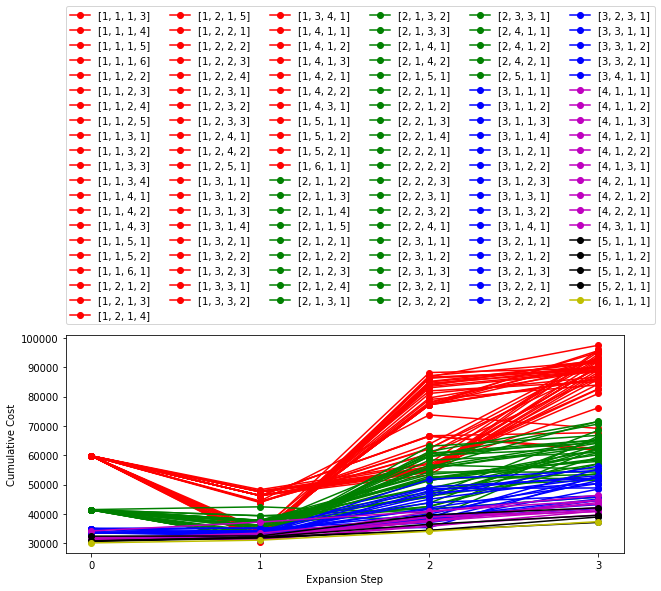 [1, 1, 1, 3] [1, 2, 1, 5] [1, 3, 4, 1] [2, 1, 3, 2] [2, 3, 3, 1] [3, 2, 3, 1]
[1, 1, 1, 4] [1, 2, 2, 1] [1, 4, 1, 1] [2, 1, 3, 3] [2, 4, 1, 1] [3, 3, 1, 1]
[1, 1, 1, 5] [1, 2, 2, 2] [1, 4, 1, 2] [2, 1, 4, 1] [2, 4, 1, 2] [3, 3, 1, 2]
[1, 1, 1, 6] [1, 2, 2, 3] [1, 4, 1, 3] [2, 1, 4, 2] [2, 4, 2, 1] [3, 3, 2, 1]
[1, 1, 2, 2] [1, 2, 2, 4] [1, 4, 2, 1] [2, 1, 5, 1] [2, 5, 1, 1] [3, 4, 1, 1]
[1, 1, 2, 3] [1, 2, 3, 1] [1, 4, 2, 2] [2, 2, 1, 1] [3, 1, 1, 1] [4, 1, 1, 1]
[1, 1, 2, 4] [1, 2, 3, 2] [1, 4, 3, 1] [2, 2, 1, 2] [3, 1, 1, 2] [4, 1, 1, 2]
[1, 1, 2, 5] [1, 2, 3, 3] [1, 5, 1, 1] [2, 2, 1, 3] [3, 1, 1, 3] [4, 1, 1, 3]
[1, 1, 3, 1] [1, 2, 4, 1] [1, 5, 1, 2] [2, 2, 1, 4] [3, 1, 1, 4] [4, 1, 2, 1]
[1, 1, 3, 2] [1, 2, 4, 2] [1, 5, 2, 1] [2, 2, 2, 1] [3, 1, 2, 1] [4, 1, 2, 2]
[1, 1, 3, 3] [1, 2, 5, 1] [1, 6, 1, 1] [2, 2, 2, 2] [3, 1, 2, 2] [4, 1, 3, 1]
[1, 1, 3, 4] [1, 3, 1, 1] [2, 1, 1, 2] [2, 2, 2, 3] [3, 1, 2, 3] [4, 2, 1, 1]
[1, 1, 4, 1] [1, 3, 1, 2] [2, 1, 1, 3] [2, 2, 3, 1] [3, 1, 3, 1] [4, 2, 1, 2]
[1, 1, 4, 2] [1, 3, 1, 3] [2, 1, 1, 4] [2, 2, 3, 2] [3, 1, 3, 2] [4, 2, 2, 1]
[1, 1, 4, 3] [1, 3, 1, 4] [2, 1, 1, 5] [2, 2, 4, 1] [3, 1, 4, 1] [4, 3, 1, 1]
[1, 1, 5, 1] [1, 3, 2, 1] [2, 1, 2, 1] [2, 3, 1, 1] [3, 2, 1, 1] [5, 1, 1, 1]
[1, 1, 5, 2] [1, 3, 2, 2] [2, 1, 2, 2] [2, 3, 1, 2] [3, 2, 1, 2] [5, 1, 1, 2]
[1, 1, 6, 1] [1, 3, 2, 3] [2, 1, 2, 3] [2, 3, 1, 3] [3, 2, 1, 3] [5, 1, 2, 1]
[1, 2, 1, 2] [1, 3, 3, 1] [2, 1, 2, 4] [2, 3, 2, 1] [3, 2, 2, 1] [5, 2, 1, 1]
[1, 2, 1, 3] [1, 3, 3, 2] [2, 1, 3, 1] [2, 3, 2, 2] [3, 2, 2, 2] [6, 1, 1, 1]
[1, 2, 1, 4]
100000
90000
80000
70000
60000
50000
40000
30000
Cumulative Cost
0 1 2 3
Expansion Step